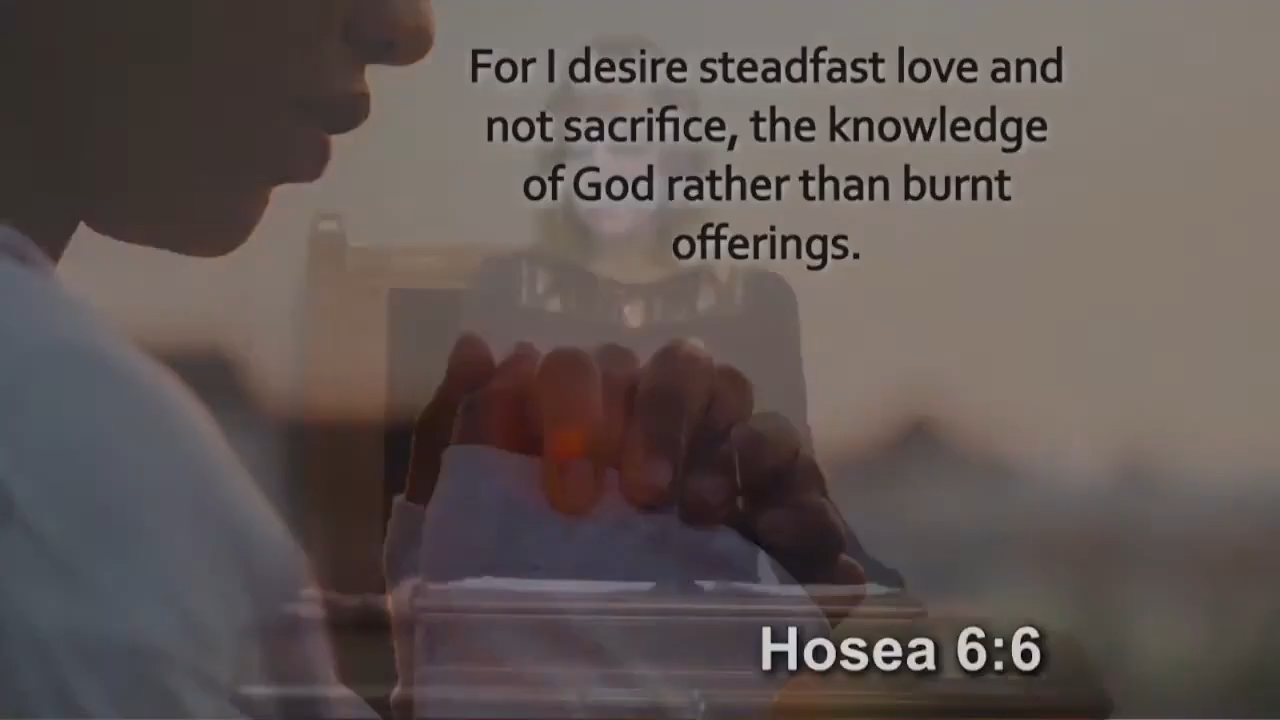 For I desire steadfast love and
not sacrifice, the knowledge
of God rather than burnt
offerings.
Hosea 6:6